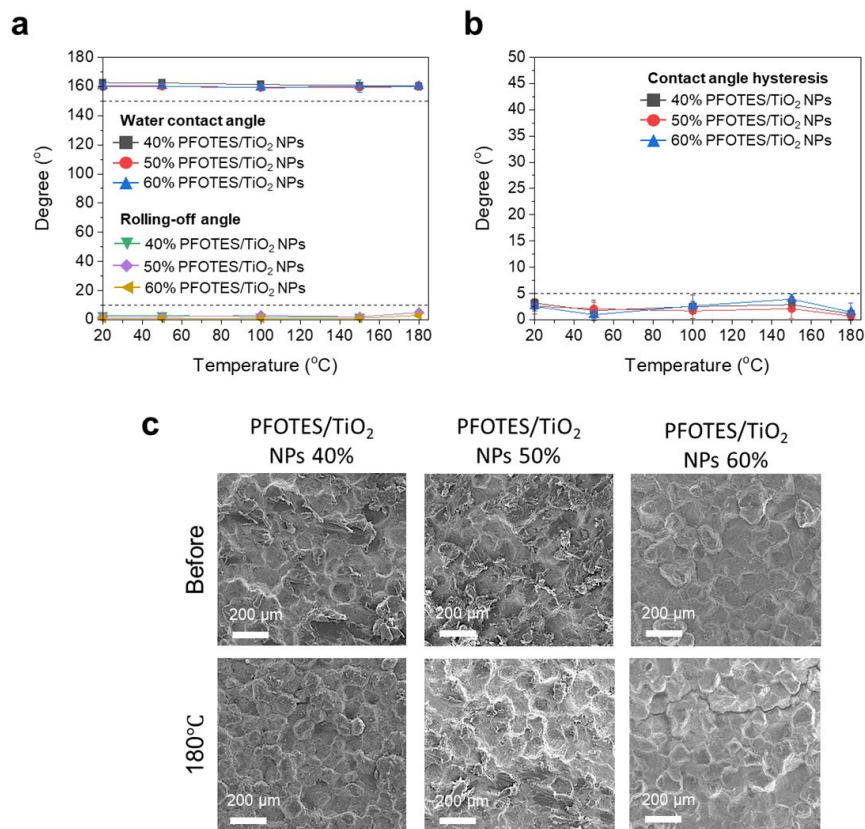 a
180
160
140
120
100
80
60
40
20
0
Degree (°)
Water contact angle
40% PFOTES/TiO₂ NPs
50% PFOTES/TiO₂ NPs
60% PFOTES/TiO₂ NPs
Rolling-off angle
40% PFOTES/TiO₂ NPs
50% PFOTES/TiO₂ NPs
60% PFOTES/TiO₂ NPs
20 40 60 80 100 120 140 160 180
Temperature (°C)
b
50
45
40
35
30
25
20
15
10
5
0
Degree (°)
Contact angle hysteresis
40% PFOTES/TiO₂ NPs
50% PFOTES/TiO₂ NPs
60% PFOTES/TiO₂ NPs
20 40 60 80 100 120 140 160 180
Temperature (°C)
c
PFOTES/TiO₂
NPs 40%
PFOTES/TiO₂
NPs 50%
PFOTES/TiO₂
NPs 60%
Before
200 μm
200 μm
200 μm
180°C
200 μm
200 μm
200 μm